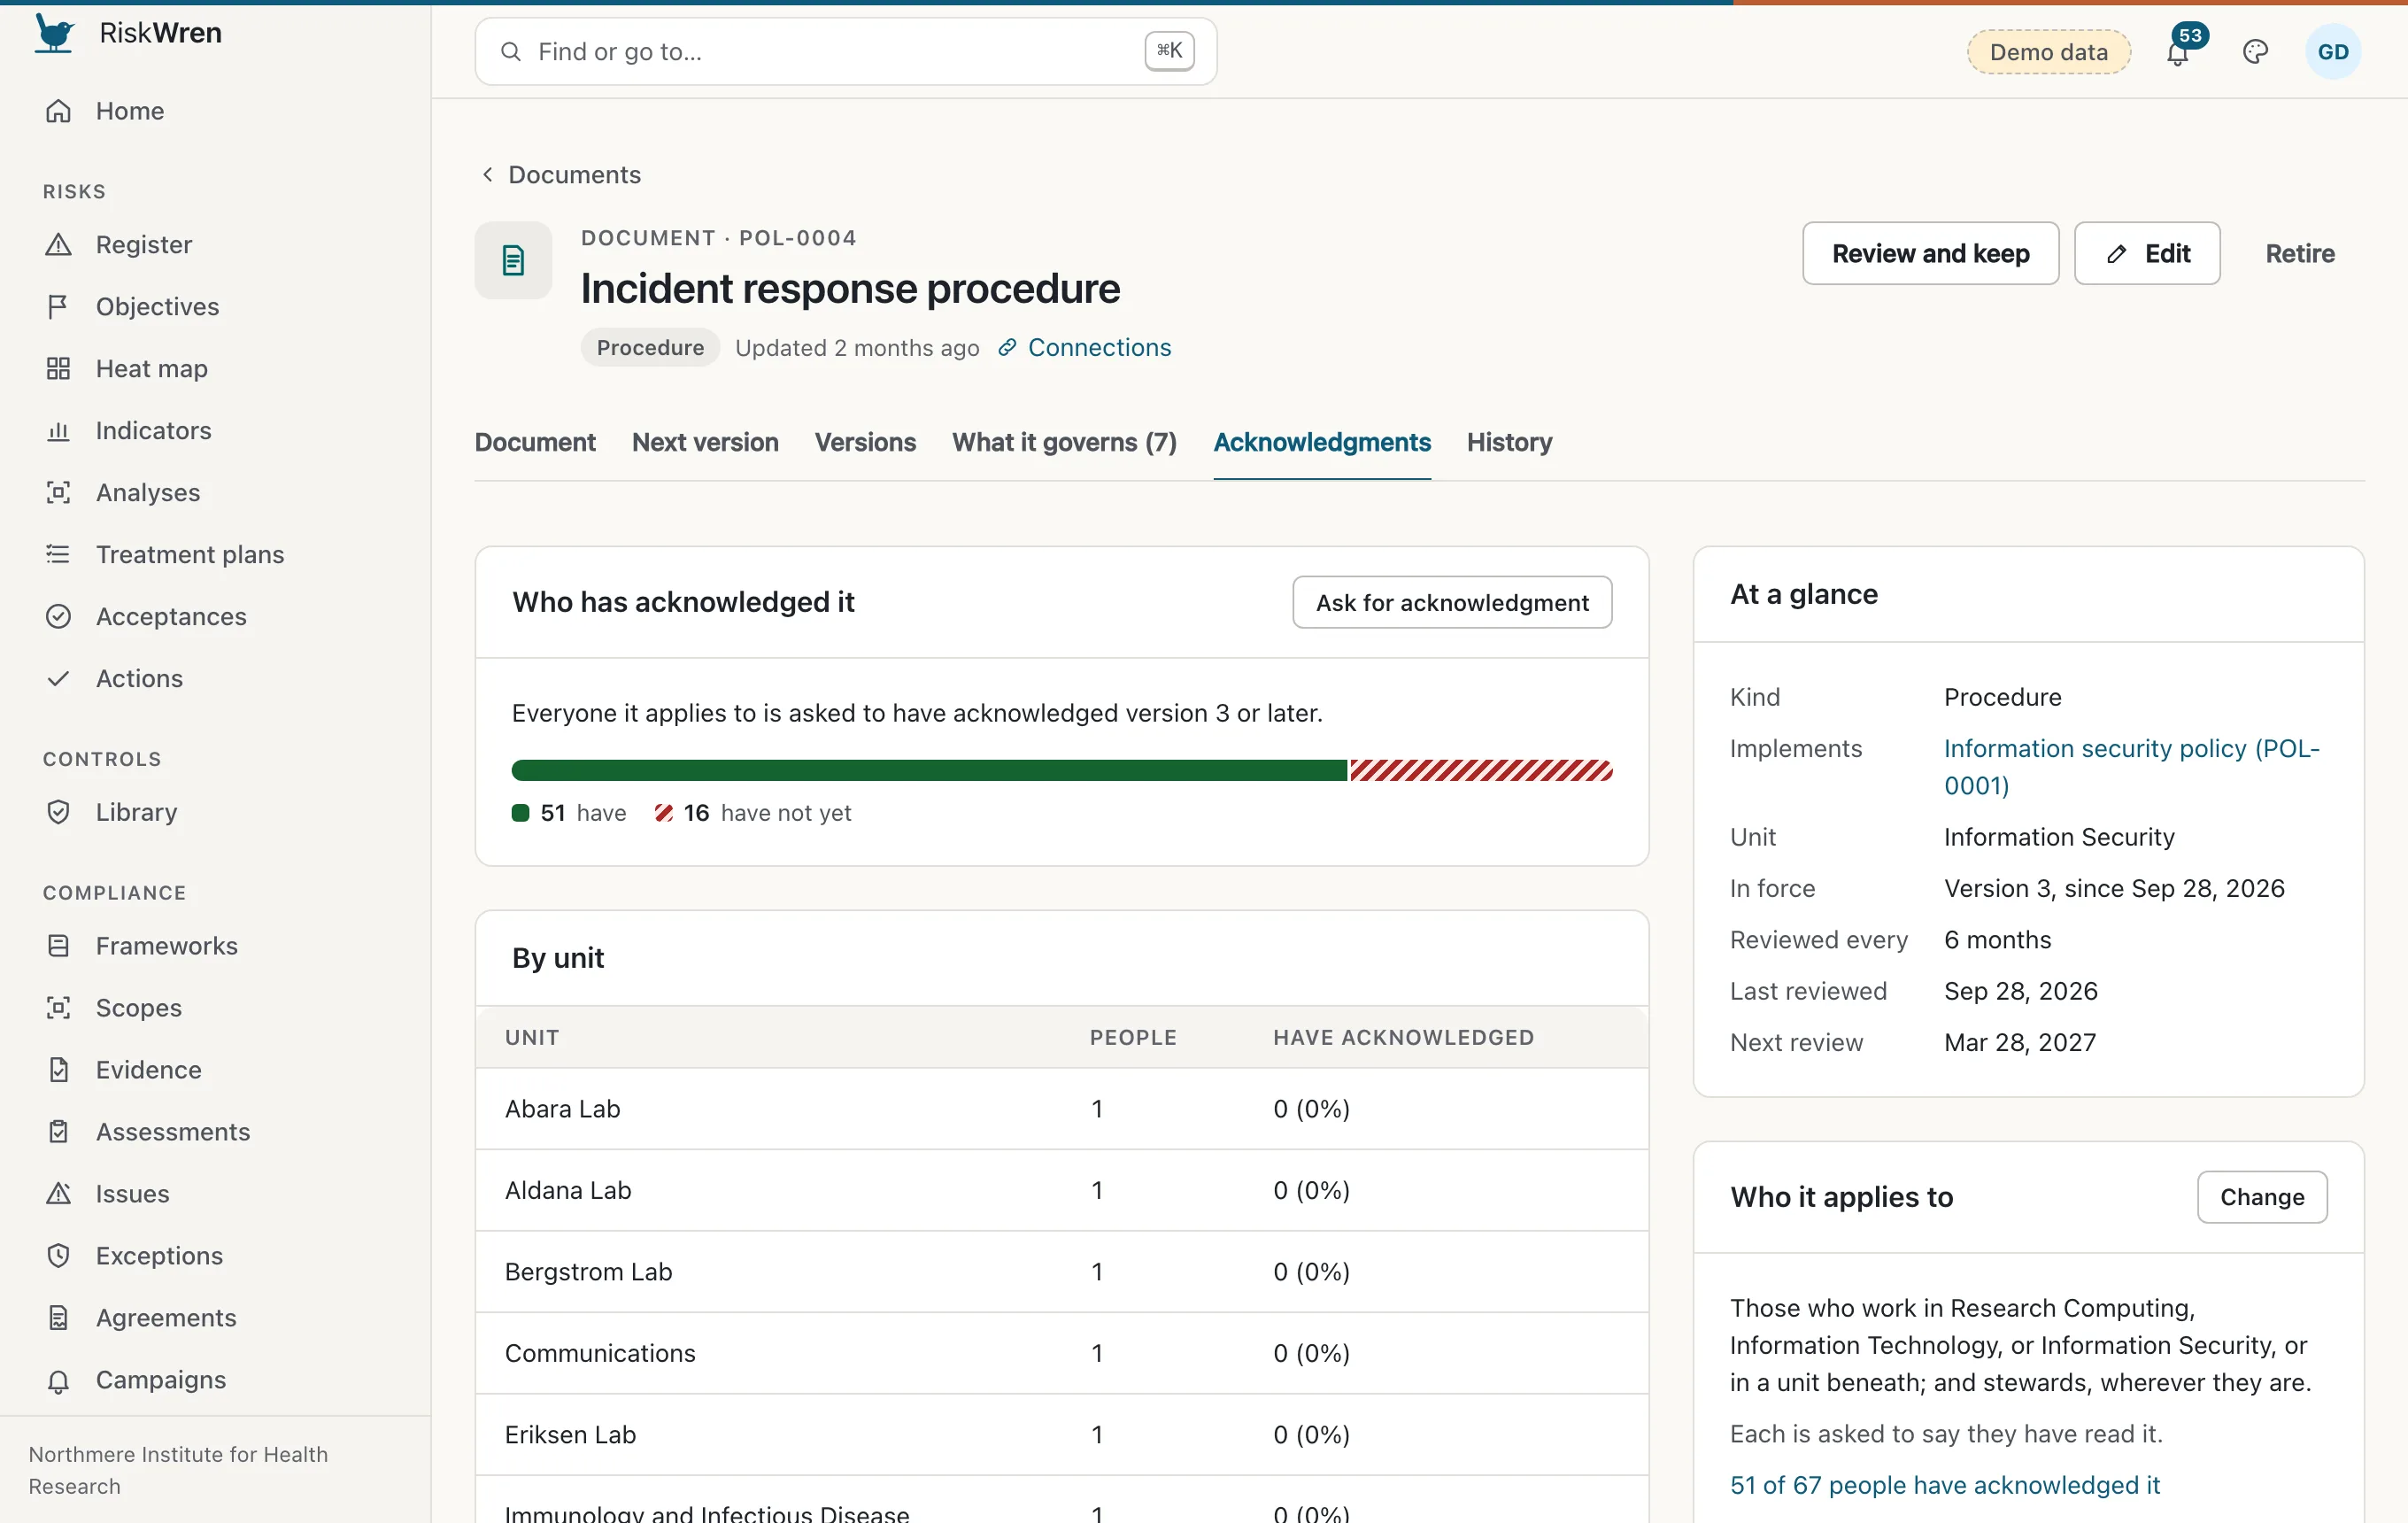 RiskWren
Find or go to...
⌘K
Demo data
53
GD
Home
RISKS
Register
Objectives
Heat map
Indicators
Analyses
Treatment plans
Acceptances
Actions
CONTROLS
Library
COMPLIANCE
Frameworks
Scopes
Evidence
Assessments
Issues
Exceptions
Agreements
Campaigns
Northmere Institute for Health
Research
Documents
DOCUMENT · POL-0004
Incident response procedure
Procedure Updated 2 months ago Connections
Review and keep
Edit
Retire
Document Next version Versions What it governs (7) Acknowledgments History
Who has acknowledged it
Ask for acknowledgment
Everyone it applies to is asked to have acknowledged version 3 or later.
51 have 16 have not yet
By unit
UNIT PEOPLE HAVE ACKNOWLEDGED
Abara Lab 1 0 (0%)
Aldana Lab 1 0 (0%)
Bergstrom Lab 1 0 (0%)
Communications 1 0 (0%)
Eriksen Lab 1 0 (0%)
Immunology and Infectious Disease 1 0 (0%)
At a glance
Kind Procedure
Implements Information security policy (POL-
0001)
Unit Information Security
In force Version 3, since Sep 28, 2026
Reviewed every 6 months
Last reviewed Sep 28, 2026
Next review Mar 28, 2027
Who it applies to
Change
Those who work in Research Computing,
Information Technology, or Information Security, or
in a unit beneath; and stewards, wherever they are.
Each is asked to say they have read it.
51 of 67 people have acknowledged it